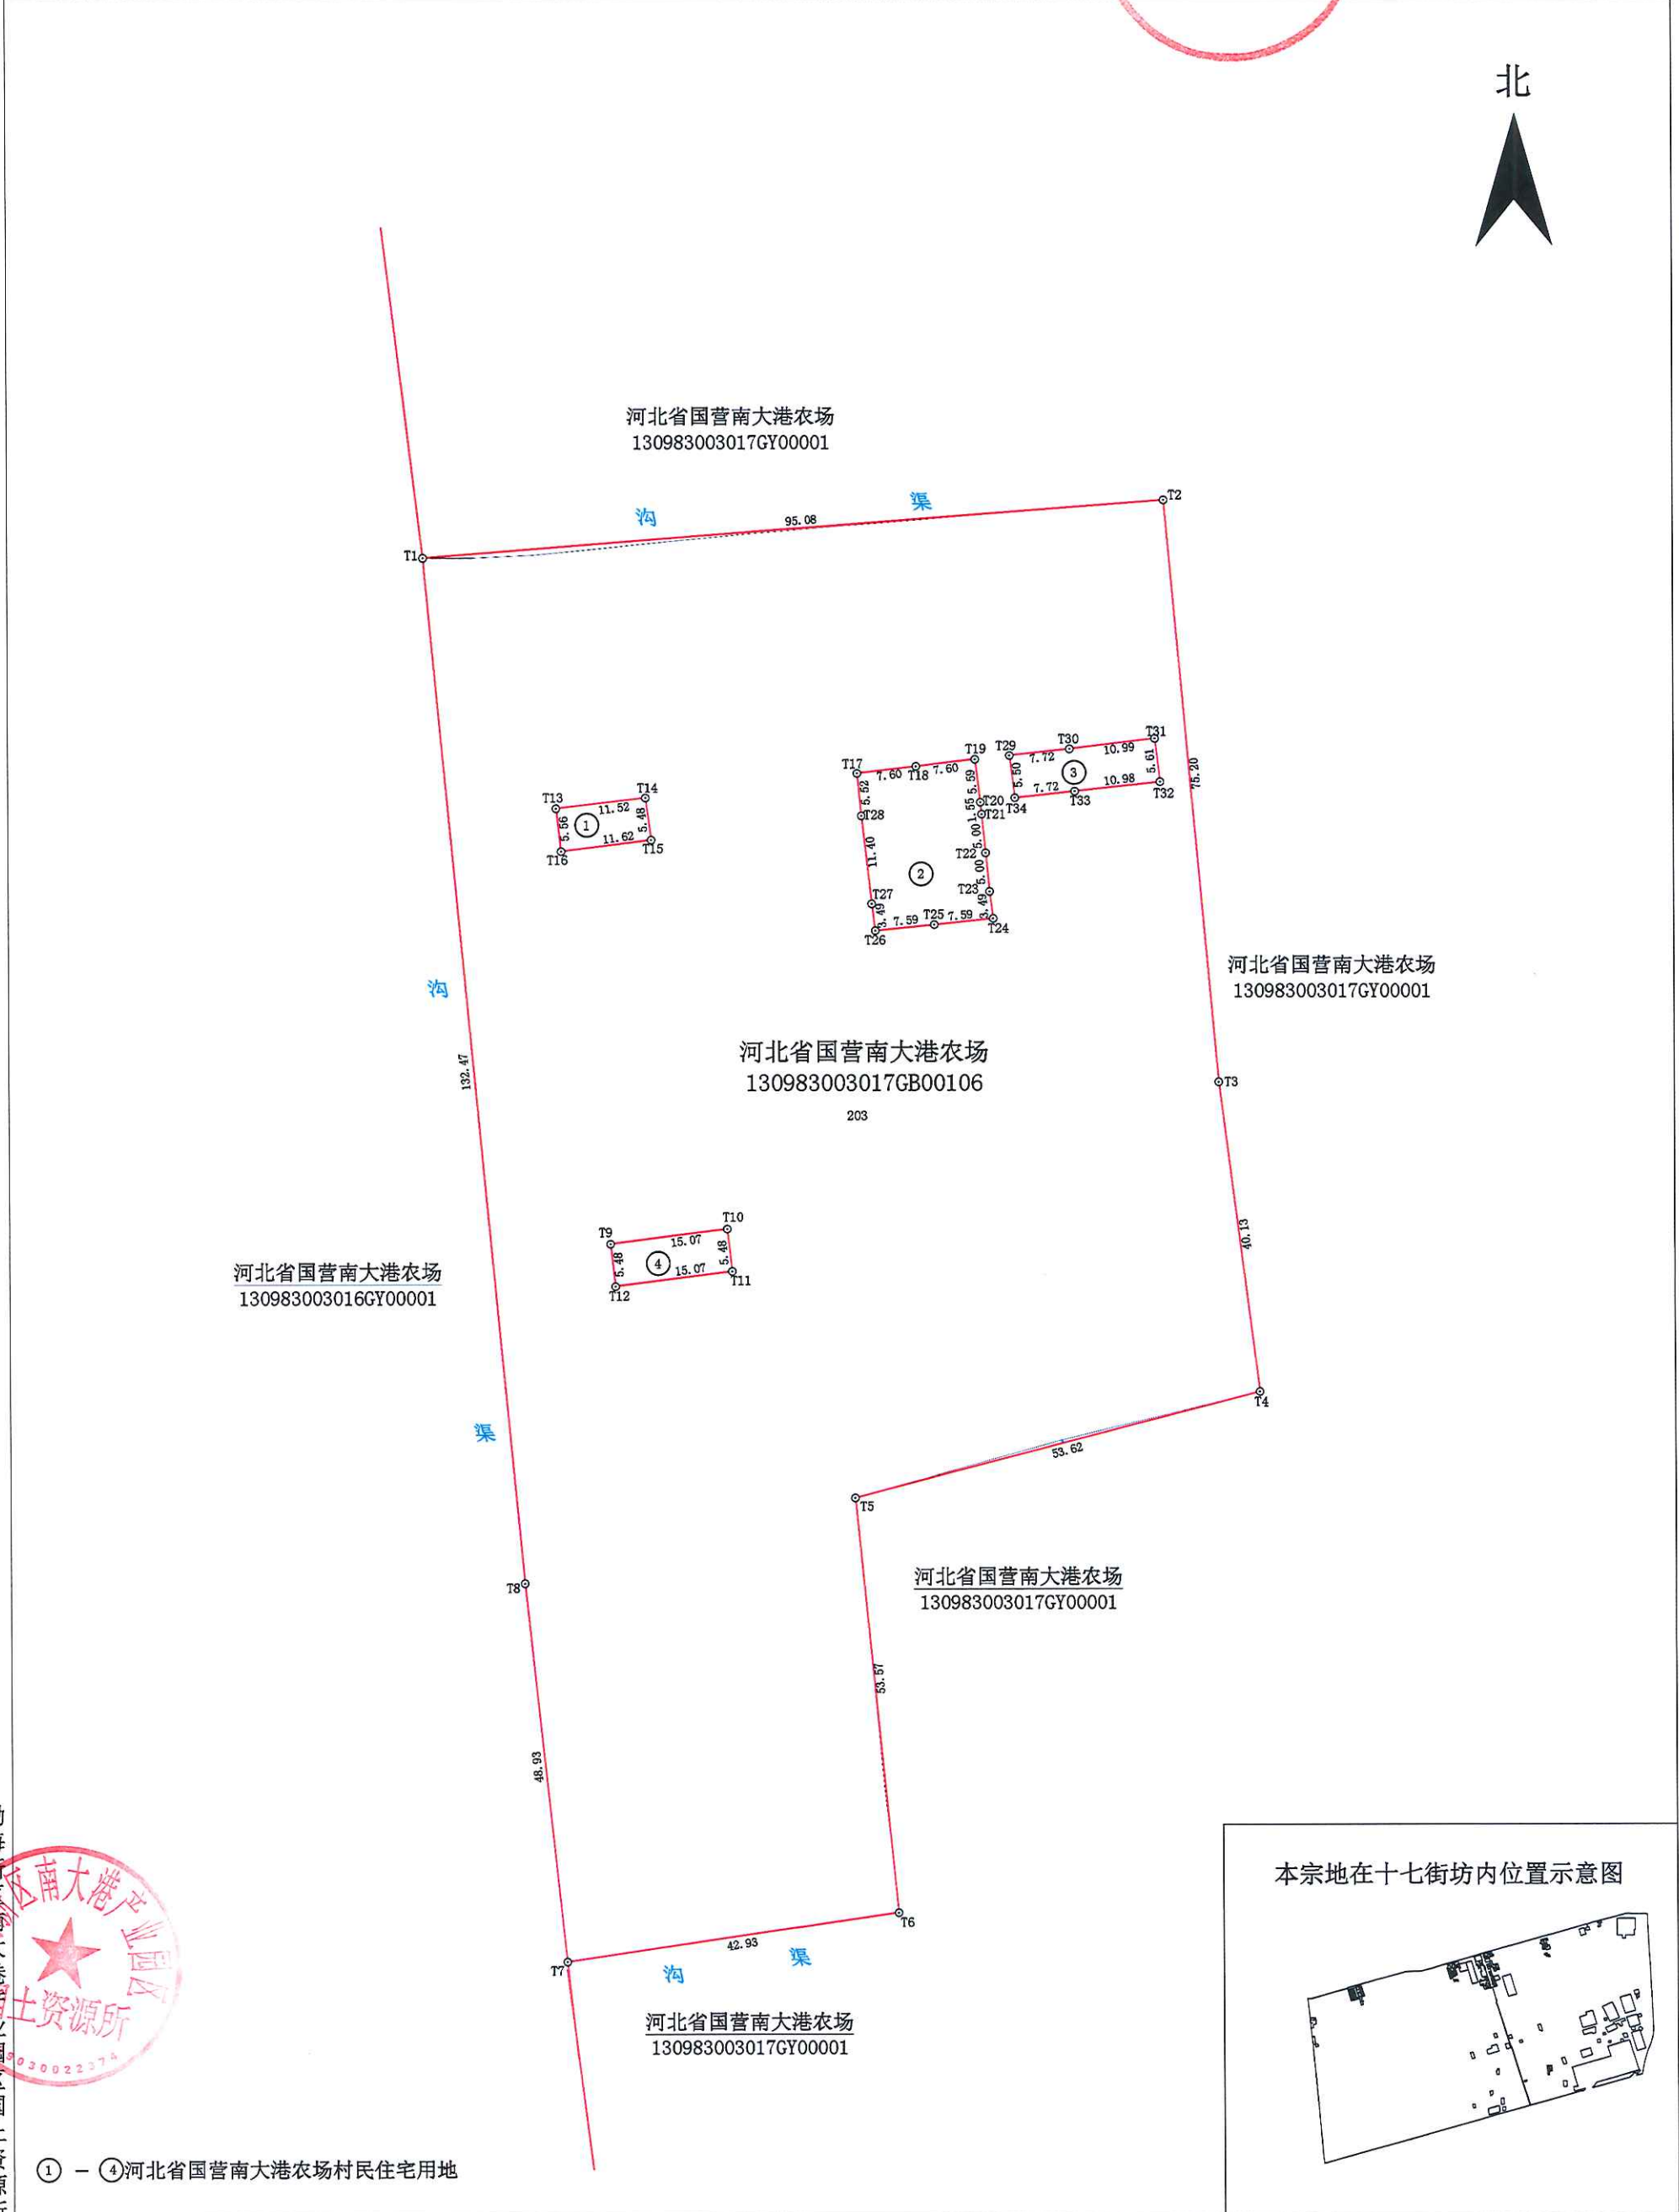 北
河北省国营南大港农场
130983003017GY00001
沟
渠
95.08
T1
T2
T31
T30
T29
10.99
7.72
T19
T17
7.60
T18
7.60
5.59
5.50
③
5.61
75.20
7.72
10.98
T34
T33
T32
T13
T14
11.52
5.56
①
5.48
11.62
T16
T15
5.52
T28
T20
1.55
T21
5.00
11.40
T22
②
5.00
T23
T27
3.49
7.59
T25
7.59
3.49
T26
T24
河北省国营南大港农场
130983003017GY00001
沟
132.47
河北省国营南大港农场
130983003017GB00106
203
T3
40.13
T9
T10
15.07
5.48
④
5.48
15.07
T12
T11
河北省国营南大港农场
130983003016GY00001
T4
渠
53.62
T5
T8
河北省国营南大港农场
130983003017GY00001
53.57
48.93
T6
42.93
T7
沟
渠
河北省国营南大港农场
130983003017GY00001
本宗地在十七街坊内位置示意图
区南大港产业园区
土资源所
030022374
①-④河北省国营南大港农场村民住宅用地